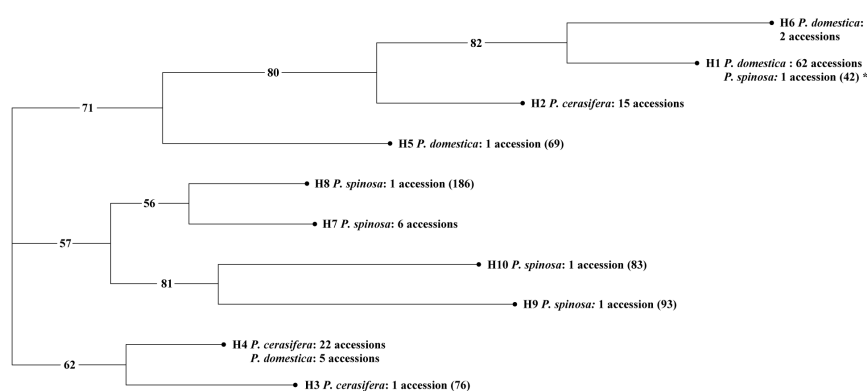 H6 P. domestica:
2 accessions
82
H1 P. domestica : 62 accessions
P. spinosa: 1 accession (42) *
80
H2 P. cerasifera: 15 accessions
71
H5 P. domestica: 1 accession (69)
H8 P. spinosa: 1 accession (186)
56
H7 P. spinosa: 6 accessions
57
H10 P. spinosa: 1 accession (83)
81
H9 P. spinosa: 1 accession (93)
H4 P. cerasifera: 22 accessions
P. domestica: 5 accessions
62
H3 P. cerasifera: 1 accession (76)